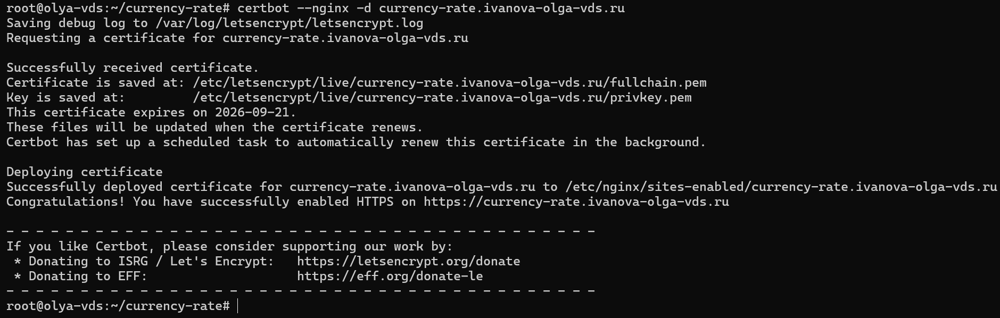 root@olya-vds:~/currency-rate# certbot --nginx -d currency-rate.ivanova-olga-vds.ru
Saving debug log to /var/log/letsencrypt/letsencrypt.log
Requesting a certificate for currency-rate.ivanova-olga-vds.ru

Successfully received certificate.
Certificate is saved at: /etc/letsencrypt/live/currency-rate.ivanova-olga-vds.ru/fullchain.pem
Key is saved at:         /etc/letsencrypt/live/currency-rate.ivanova-olga-vds.ru/privkey.pem
This certificate expires on 2026-09-21.
These files will be updated when the certificate renews.
Certbot has set up a scheduled task to automatically renew this certificate in the background.

Deploying certificate
Successfully deployed certificate for currency-rate.ivanova-olga-vds.ru to /etc/nginx/sites-enabled/currency-rate.ivanova-olga-vds.ru
Congratulations! You have successfully enabled HTTPS on https://currency-rate.ivanova-olga-vds.ru

- - - - - - - - - - - - - - - - - - - - - - - - - - - - - - - - - - - - - - - -
If you like Certbot, please consider supporting our work by:
 * Donating to ISRG / Let's Encrypt:   https://letsencrypt.org/donate
 * Donating to EFF:                    https://eff.org/donate-le
- - - - - - - - - - - - - - - - - - - - - - - - - - - - - - - - - - - - - - - -
root@olya-vds:~/currency-rate#